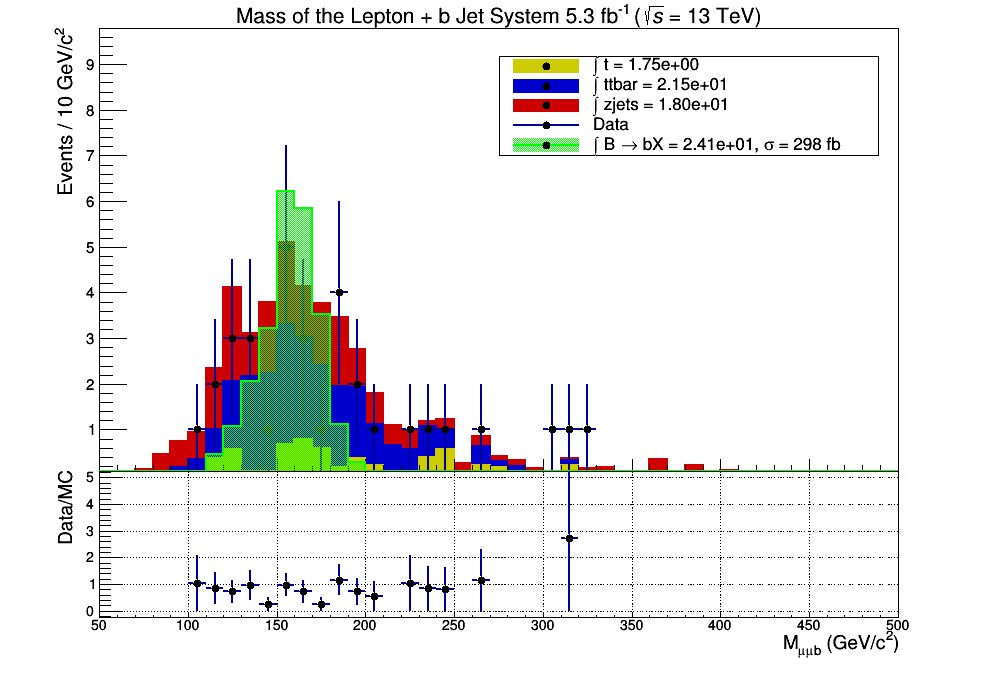 Mass of the Lepton + b Jet System 5.3 fb⁻¹ (√s = 13 TeV)
Events / 10 GeV/c²
9
8
7
6
5
4
3
2
1
∫ t = 1.75e+00
∫ ttbar = 2.15e+01
∫ zjets = 1.80e+01
Data
∫ B → bX = 2.41e+01, σ = 298 fb
Data/MC
5
4
3
2
1
0
50 100 150 200 250 300 350 400 450 500
M_μμb (GeV/c²)